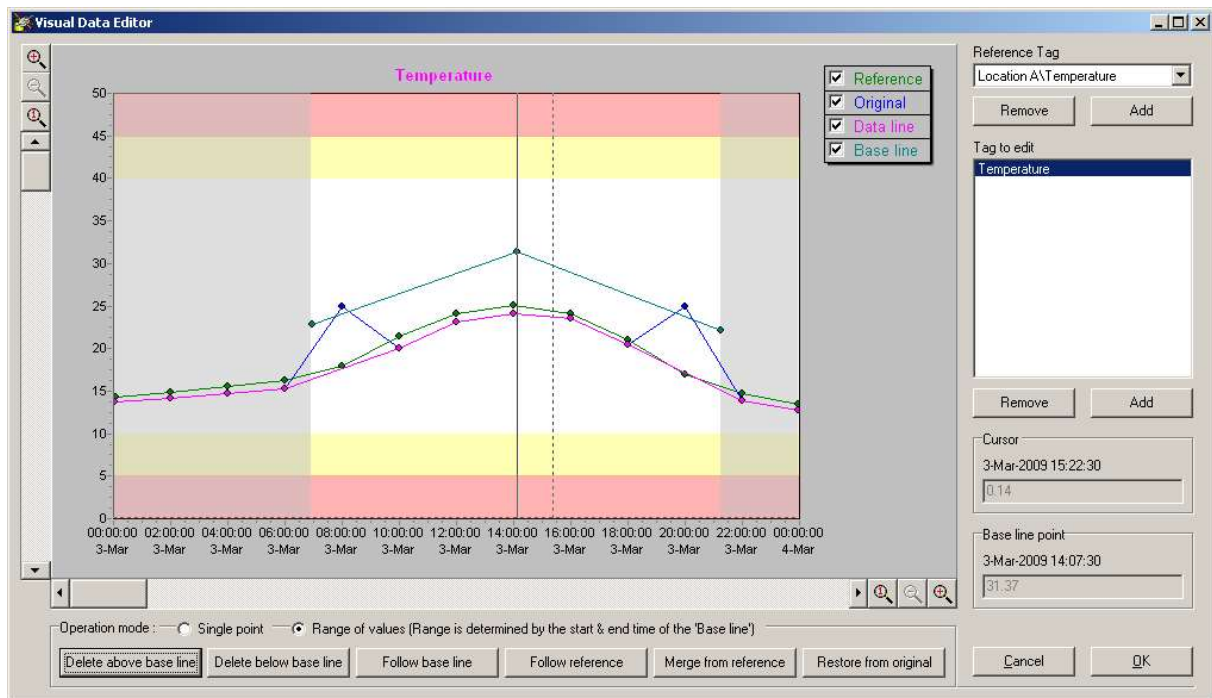 Visual Data Editor
Temperature
Reference
Original
Data line
Base line
50
45
40
35
30
25
20
15
10
5
0
00:00:00 02:00:00 04:00:00 06:00:00 08:00:00 10:00:00 12:00:00 14:00:00 16:00:00 18:00:00 20:00:00 22:00:00 00:00:00
3-Mar 3-Mar 3-Mar 3-Mar 3-Mar 3-Mar 3-Mar 3-Mar 3-Mar 3-Mar 3-Mar 3-Mar 4-Mar
Operation mode : Single point Range of values (Range is determined by the start & end time of the 'Base line')
Delete above base line Delete below base line Follow base line Follow reference Merge from reference Restore from original
Reference Tag
Location A\Temperature
Remove Add
Tag to edit
Temperature
Remove Add
Cursor
3-Mar-2009 15:22:30
0.14
Base line point
3-Mar-2009 14:07:30
31.37
Cancel OK